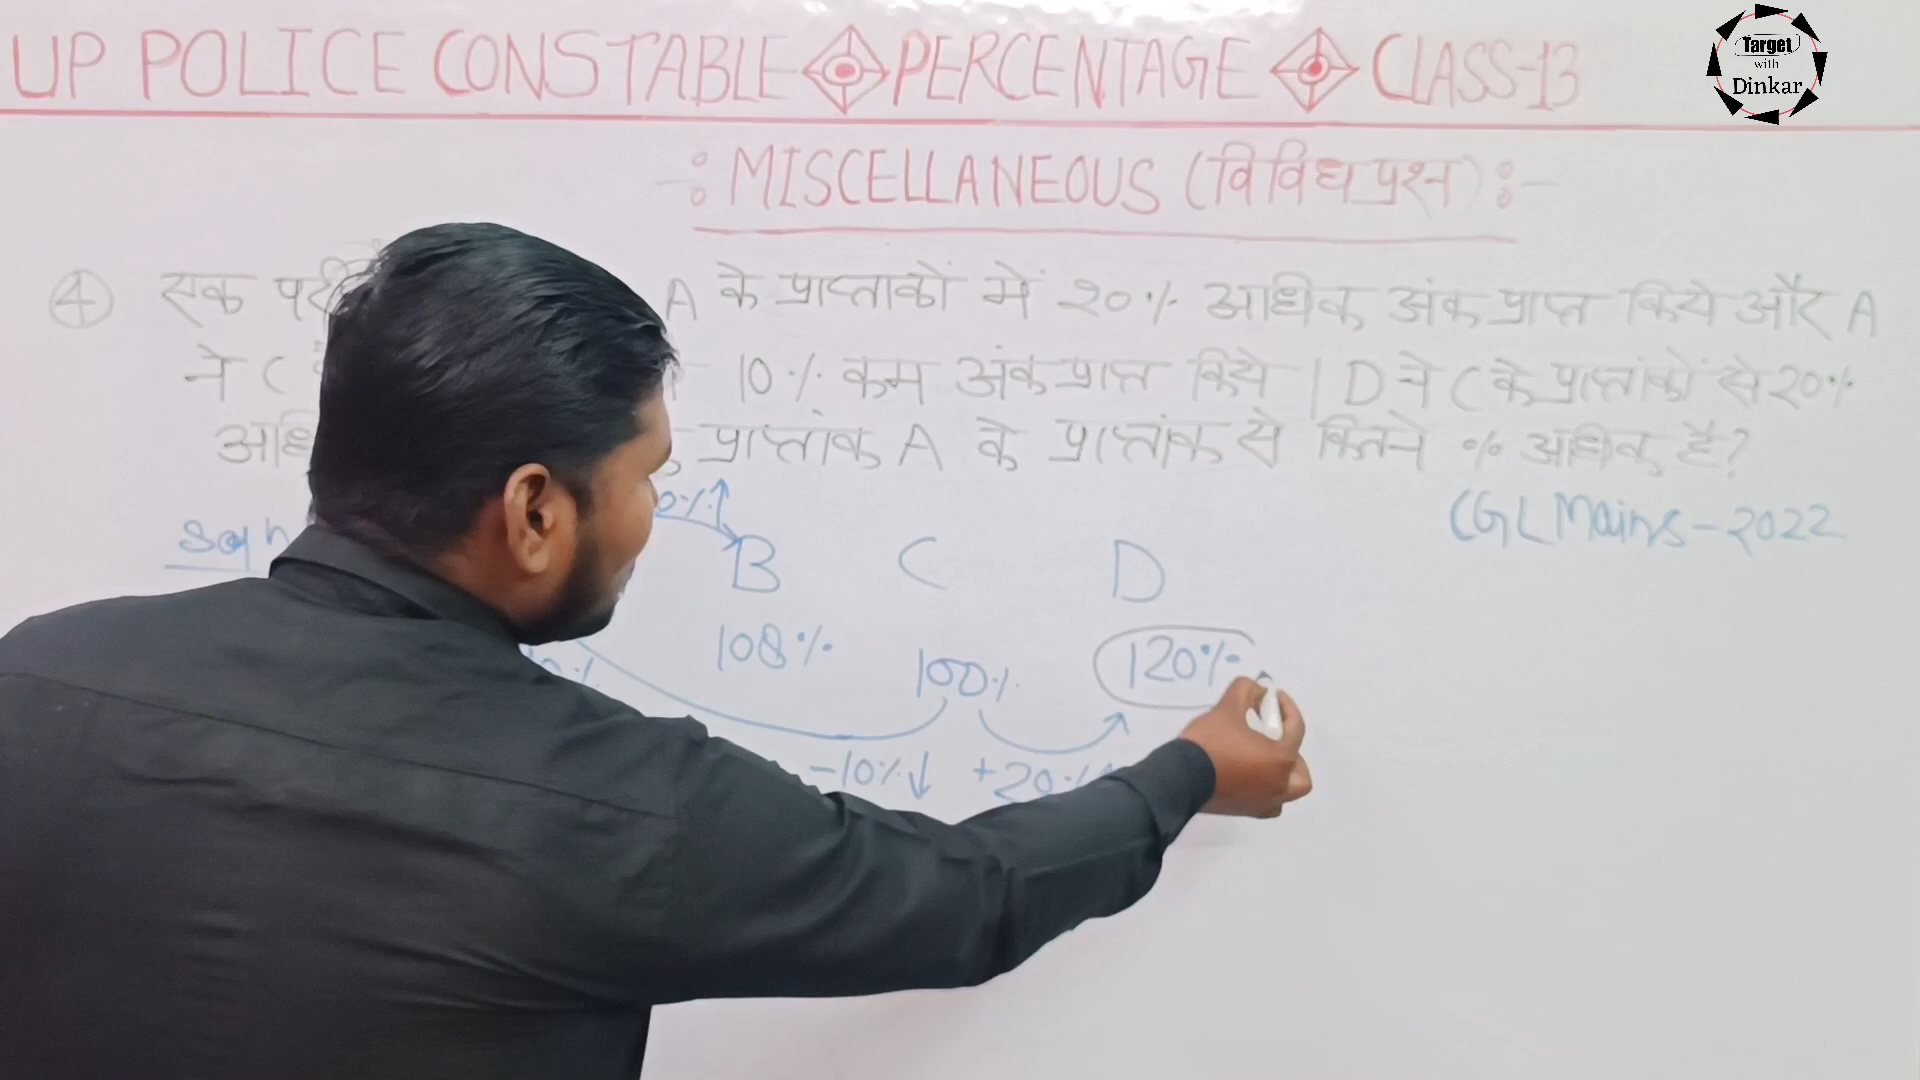 UP POLICE CONSTABLE PERCENTAGE CLASS-13
Target
with
Dinkar
-: MISCELLANEOUS (विविध प्रश्न) :-
④ एक A के प्राप्ताकों में 20% अधिक अंक प्राप्त किये और A
ने C 10% कम अंक प्राप्त किये | D ने C के प्राप्तांकों से 20%
प्राप्तांक A के प्राप्तांक से कितने % अधिक है?
CGL Mains-2022
0% ↑
B C D
108% 100% 120%
-10% ↓ +20%